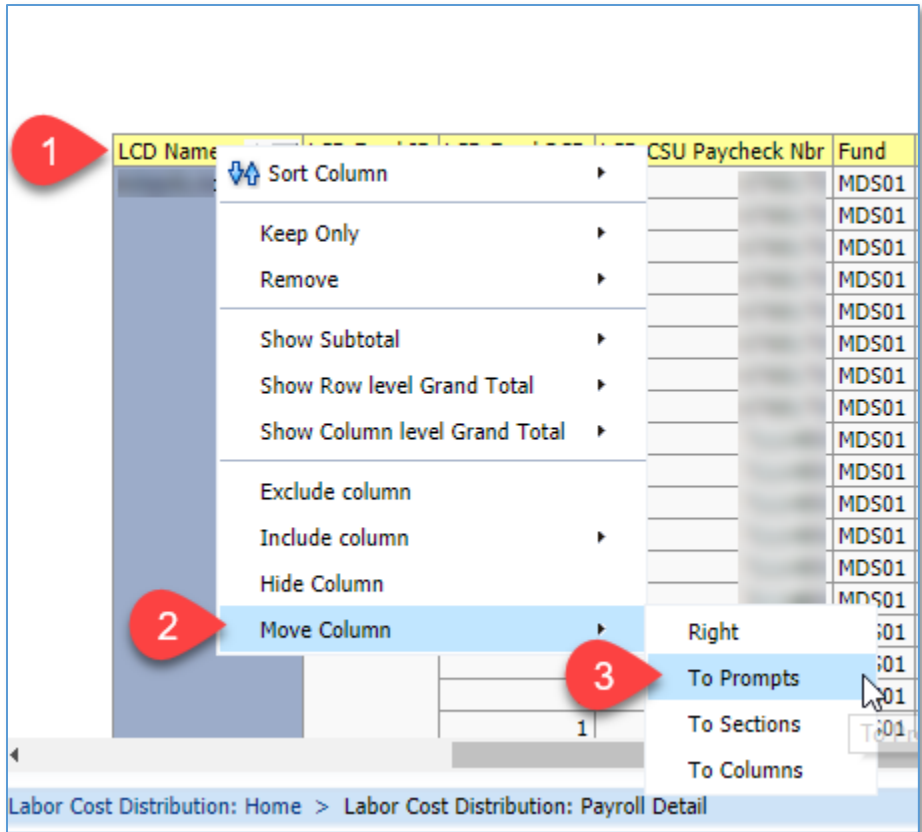 1
LCD Name CSU Paycheck Nbr Fund
Sort Column MDS01
MDS01
Keep Only MDS01
MDS01
Remove MDS01
Show Subtotal MDS01
MDS01
Show Row level Grand Total MDS01
Show Column level Grand Total MDS01
MDS01
Exclude column MDS01
Include column MDS01
MDS01
Hide Column MDS01
2 Move Column
Right
3 To Prompts
1 To Sections
To Columns
Labor Cost Distribution: Home > Labor Cost Distribution: Payroll Detail